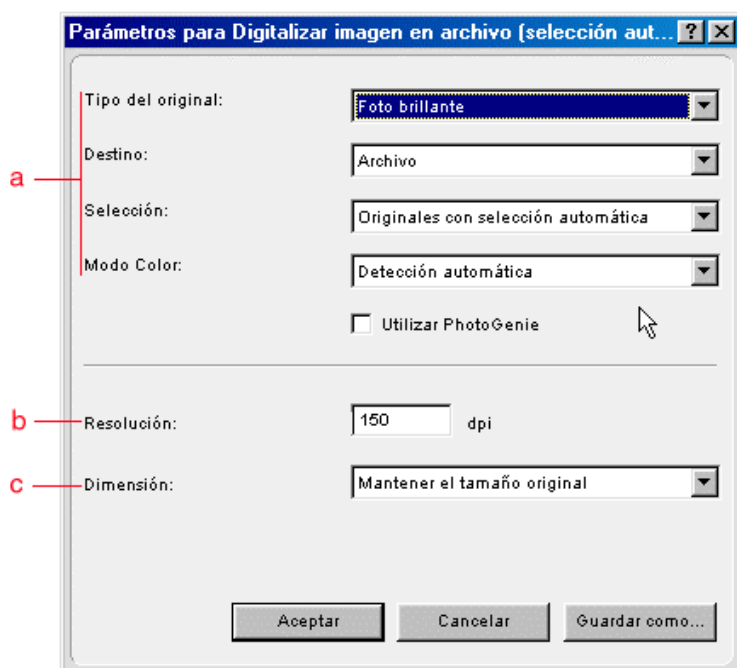 Parámetros para Digitalizar imagen en archivo (selección aut...
Tipo del original: Foto brillante
Destino: Archivo
a
Selección: Originales con selección automática
Modo Color: Detección automática
Utilizar PhotoGenie
b Resolución: 150 dpi
c Dimensión: Mantener el tamaño original
Aceptar Cancelar Guardar como...